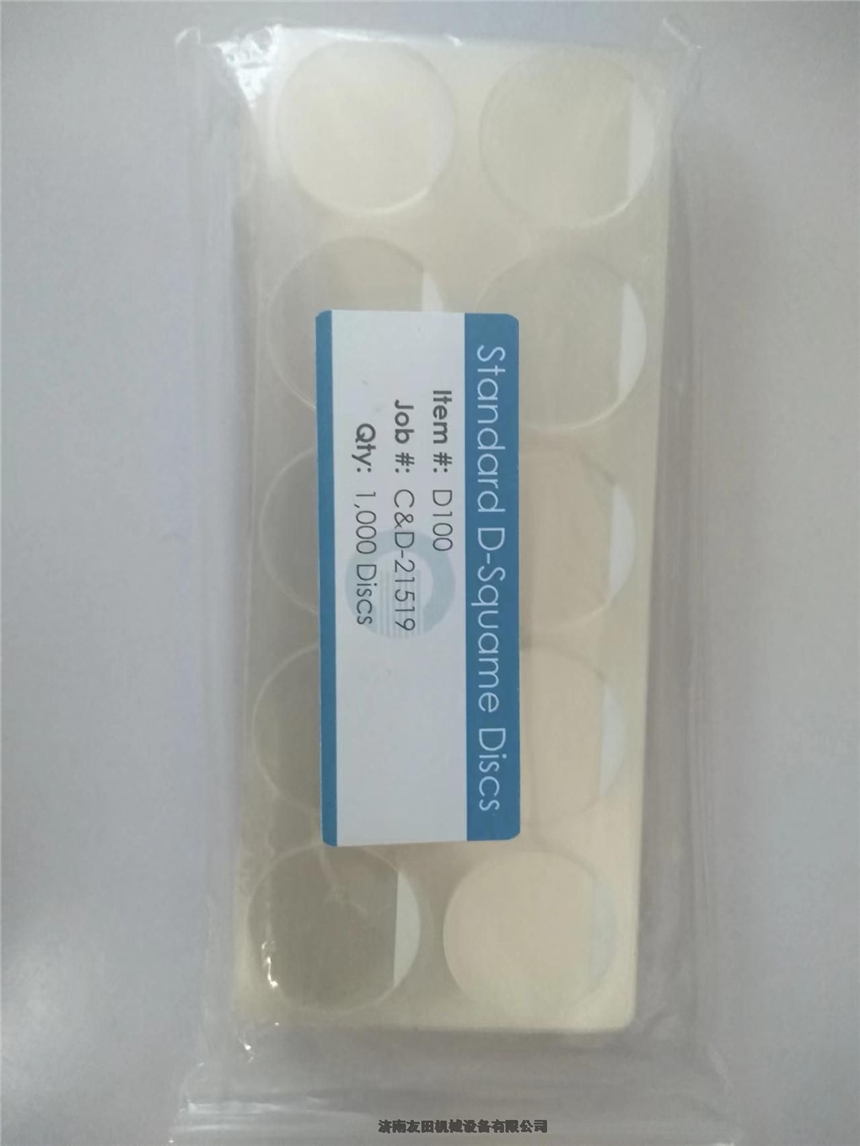 Standard D-Squame Discs
Item #: D100
Job #: C&D-21519
Qty: 1,000 Discs
济南友田机械设备有限公司